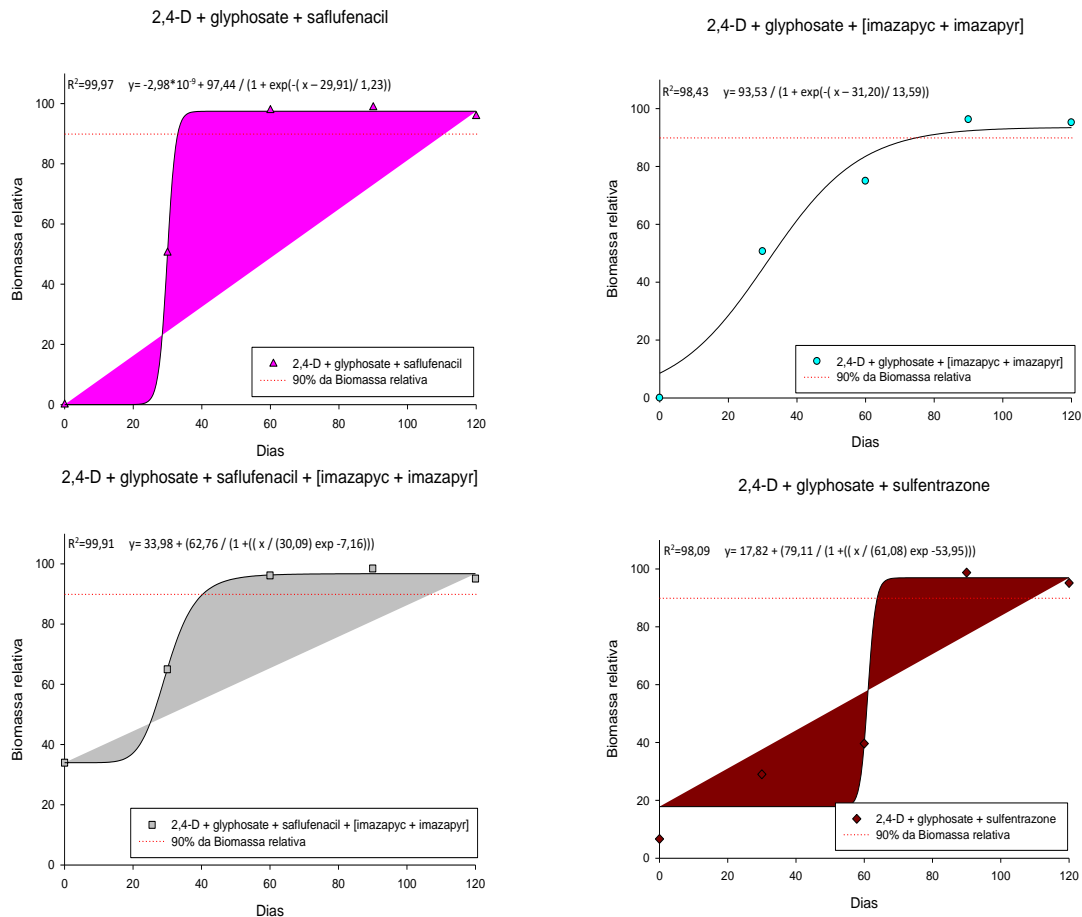 2,4-D + glyphosate + saflufenacil
R²=99,97 y= -2,98*10⁻⁹ + 97,44 / (1 + exp(-( x – 29,91)/ 1,23))
100
80
60
40
20
0
Biomassa relativa
2,4-D + glyphosate + saflufenacil
90% da Biomassa relativa
0 20 40 60 80 100 120
Dias
2,4-D + glyphosate + [imazapyc + imazapyr]
R²=98,43 y= 93,53 / (1 + exp(-( x – 31,20)/ 13,59))
100
80
60
40
20
0
Biomassa relativa
2,4-D + glyphosate + [imazapyc + imazapyr]
90% da Biomassa relativa
0 20 40 60 80 100 120
Dias
2,4-D + glyphosate + saflufenacil + [imazapyc + imazapyr]
R²=99,91 y= 33,98 + (62,76 / (1 +(( x / (30,09) exp -7,16)))
100
80
60
40
20
0
Biomassa relativa
2,4-D + glyphosate + saflufenacil + [imazapyc + imazapyr]
90% da Biomassa relativa
0 20 40 60 80 100 120
Dias
2,4-D + glyphosate + sulfentrazone
R²=98,09 y= 17,82 + (79,11 / (1 +(( x / (61,08) exp -53,95)))
100
80
60
40
20
0
Biomassa relativa
2,4-D + glyphosate + sulfentrazone
90% da Biomassa relativa
0 20 40 60 80 100 120
Dias